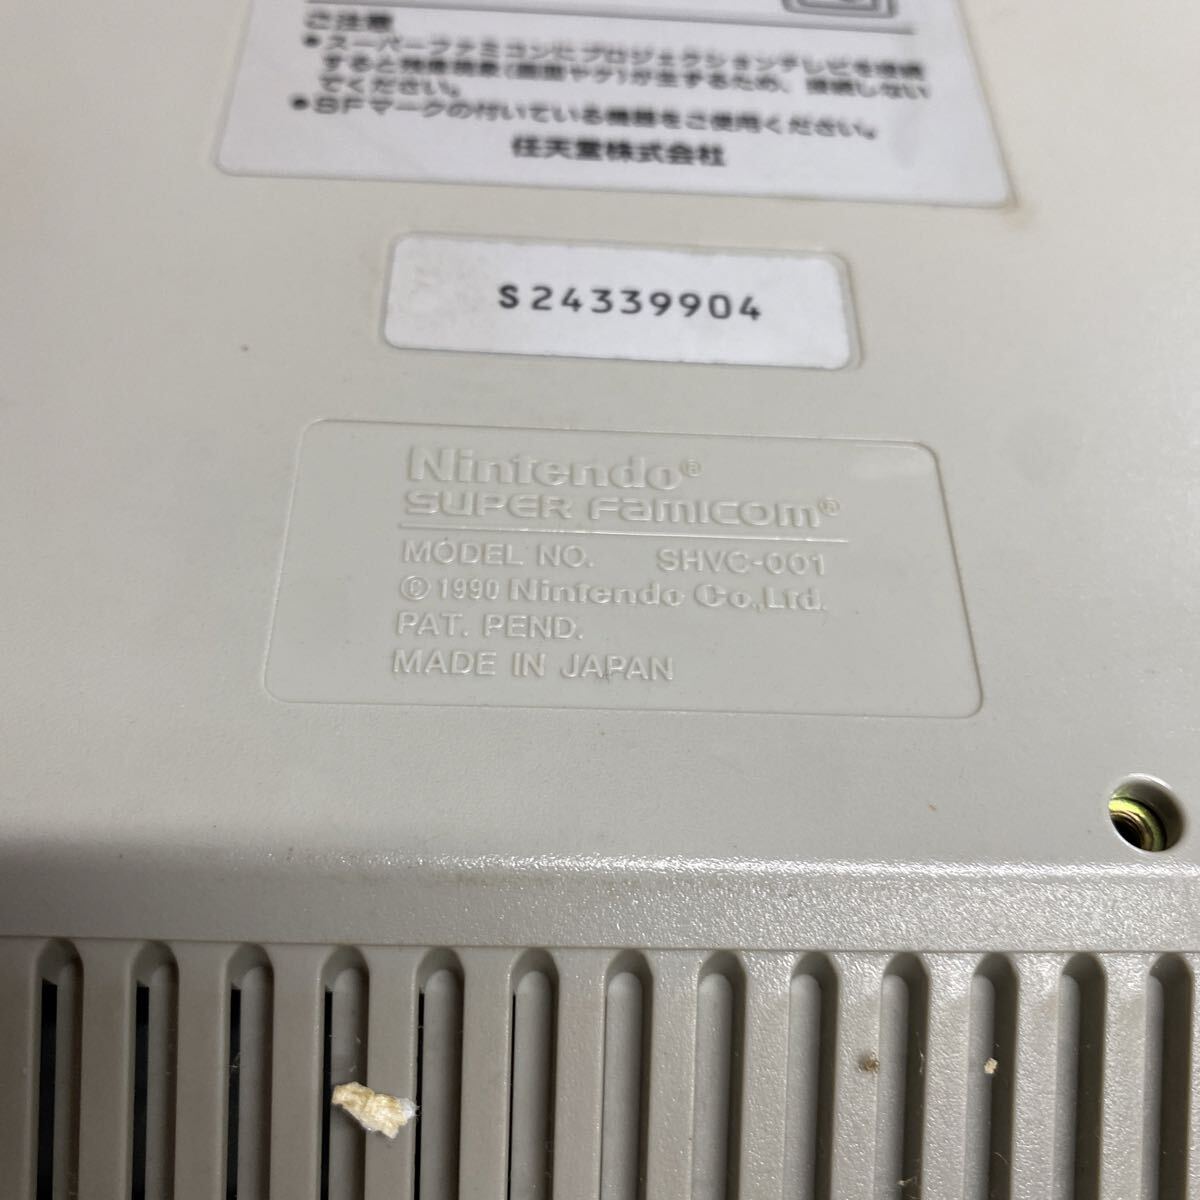 ご注意
●スーパーファミコンにプロジェクションテレビを接続
すると残像現象(画面ヤケ)が生ずるため、接続しない
でください。
●SFマークの付いている機器をご使用ください。
任天堂株式会社
S24339904
Nintendo®
SUPER FAMICOM®
MODEL NO. SHVC-001
© 1990 Nintendo Co.,Ltd.
PAT. PEND.
MADE IN JAPAN